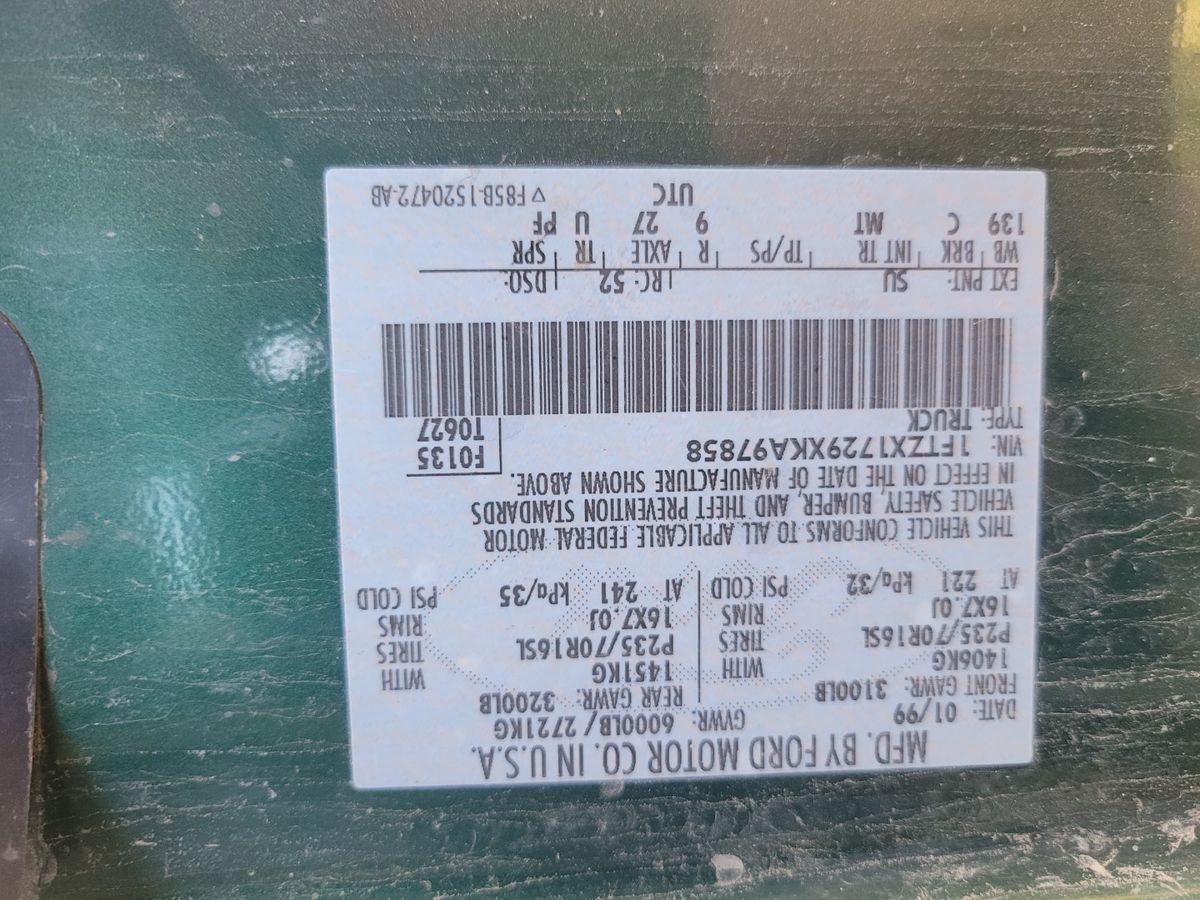 MFD. BY FORD MOTOR CO. IN U.S.A.
DATE: 01/99 GVWR: 6000LB/2721KG
FRONT GAWR: 3100LB REAR GAWR: 3200LB
1406KG WITH 1451KG WITH
P235/70R16SL TIRES P235/70R16SL TIRES
16X7.0J RIMS 16X7.0J RIMS
AT 221 kPa/32 PSI COLD AT 241 kPa/35 PSI COLD
THIS VEHICLE CONFORMS TO ALL APPLICABLE FEDERAL MOTOR
VEHICLE SAFETY, BUMPER, AND THEFT PREVENTION STANDARDS
IN EFFECT ON THE DATE OF MANUFACTURE SHOWN ABOVE.
VIN: 1FTZX1729XKA97858 F0135
TYPE: TRUCK T0627
EXT PNT: SU RC: 52 DSO:
WB BRK INT TR TP/PS R AXLE TR SPR
139 C MT 9 27 U PF
UTC ▽ F85B-1520472-AB